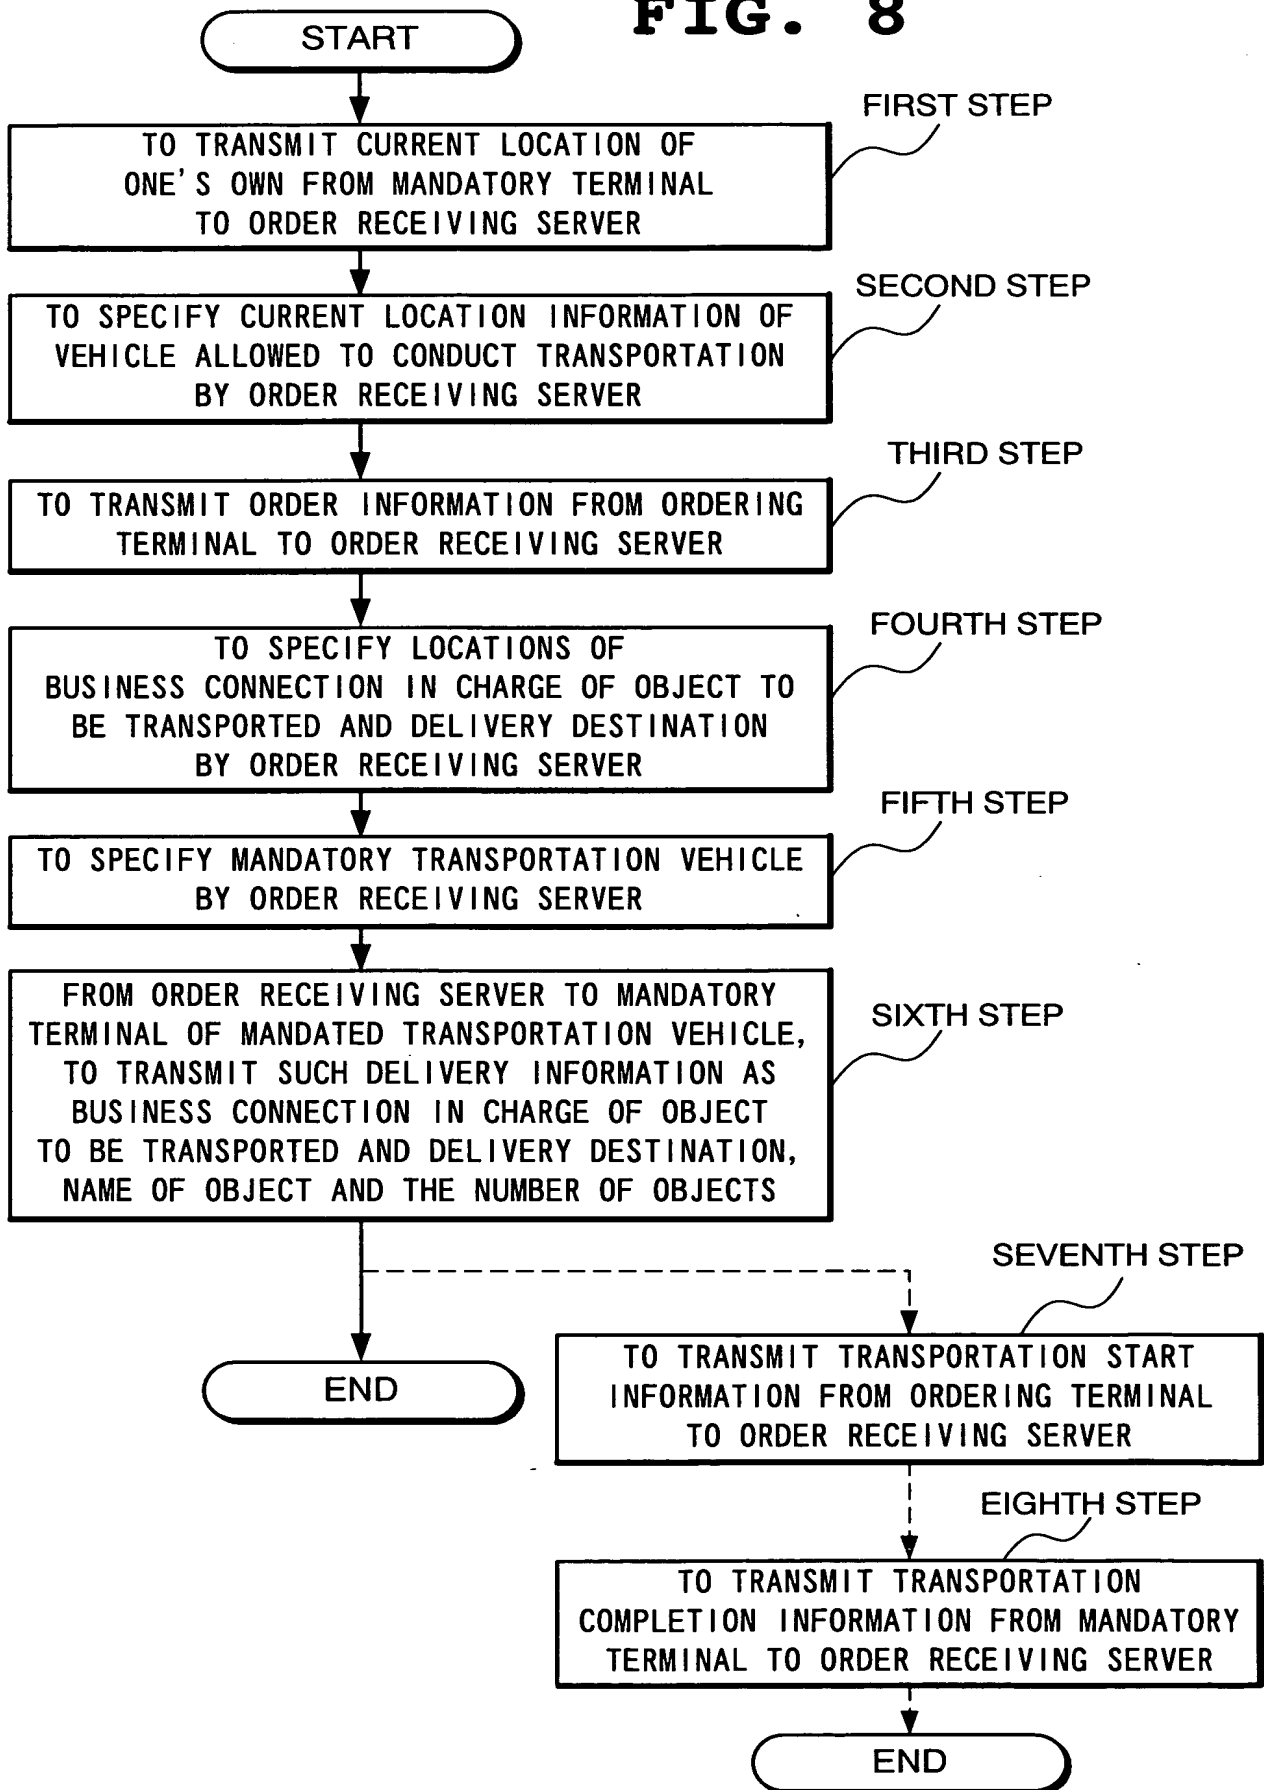 FIG. 8
START
FIRST STEP
TO TRANSMIT CURRENT LOCATION OF
ONE'S OWN FROM MANDATORY TERMINAL
TO ORDER RECEIVING SERVER
SECOND STEP
TO SPECIFY CURRENT LOCATION INFORMATION OF
VEHICLE ALLOWED TO CONDUCT TRANSPORTATION
BY ORDER RECEIVING SERVER
THIRD STEP
TO TRANSMIT ORDER INFORMATION FROM ORDERING
TERMINAL TO ORDER RECEIVING SERVER
FOURTH STEP
TO SPECIFY LOCATIONS OF
BUSINESS CONNECTION IN CHARGE OF OBJECT TO
BE TRANSPORTED AND DELIVERY DESTINATION
BY ORDER RECEIVING SERVER
FIFTH STEP
TO SPECIFY MANDATORY TRANSPORTATION VEHICLE
BY ORDER RECEIVING SERVER
SIXTH STEP
FROM ORDER RECEIVING SERVER TO MANDATORY
TERMINAL OF MANDATED TRANSPORTATION VEHICLE,
TO TRANSMIT SUCH DELIVERY INFORMATION AS
BUSINESS CONNECTION IN CHARGE OF OBJECT
TO BE TRANSPORTED AND DELIVERY DESTINATION,
NAME OF OBJECT AND THE NUMBER OF OBJECTS
SEVENTH STEP
TO TRANSMIT TRANSPORTATION START
INFORMATION FROM ORDERING TERMINAL
TO ORDER RECEIVING SERVER
END
EIGHTH STEP
TO TRANSMIT TRANSPORTATION
COMPLETION INFORMATION FROM MANDATORY
TERMINAL TO ORDER RECEIVING SERVER
END